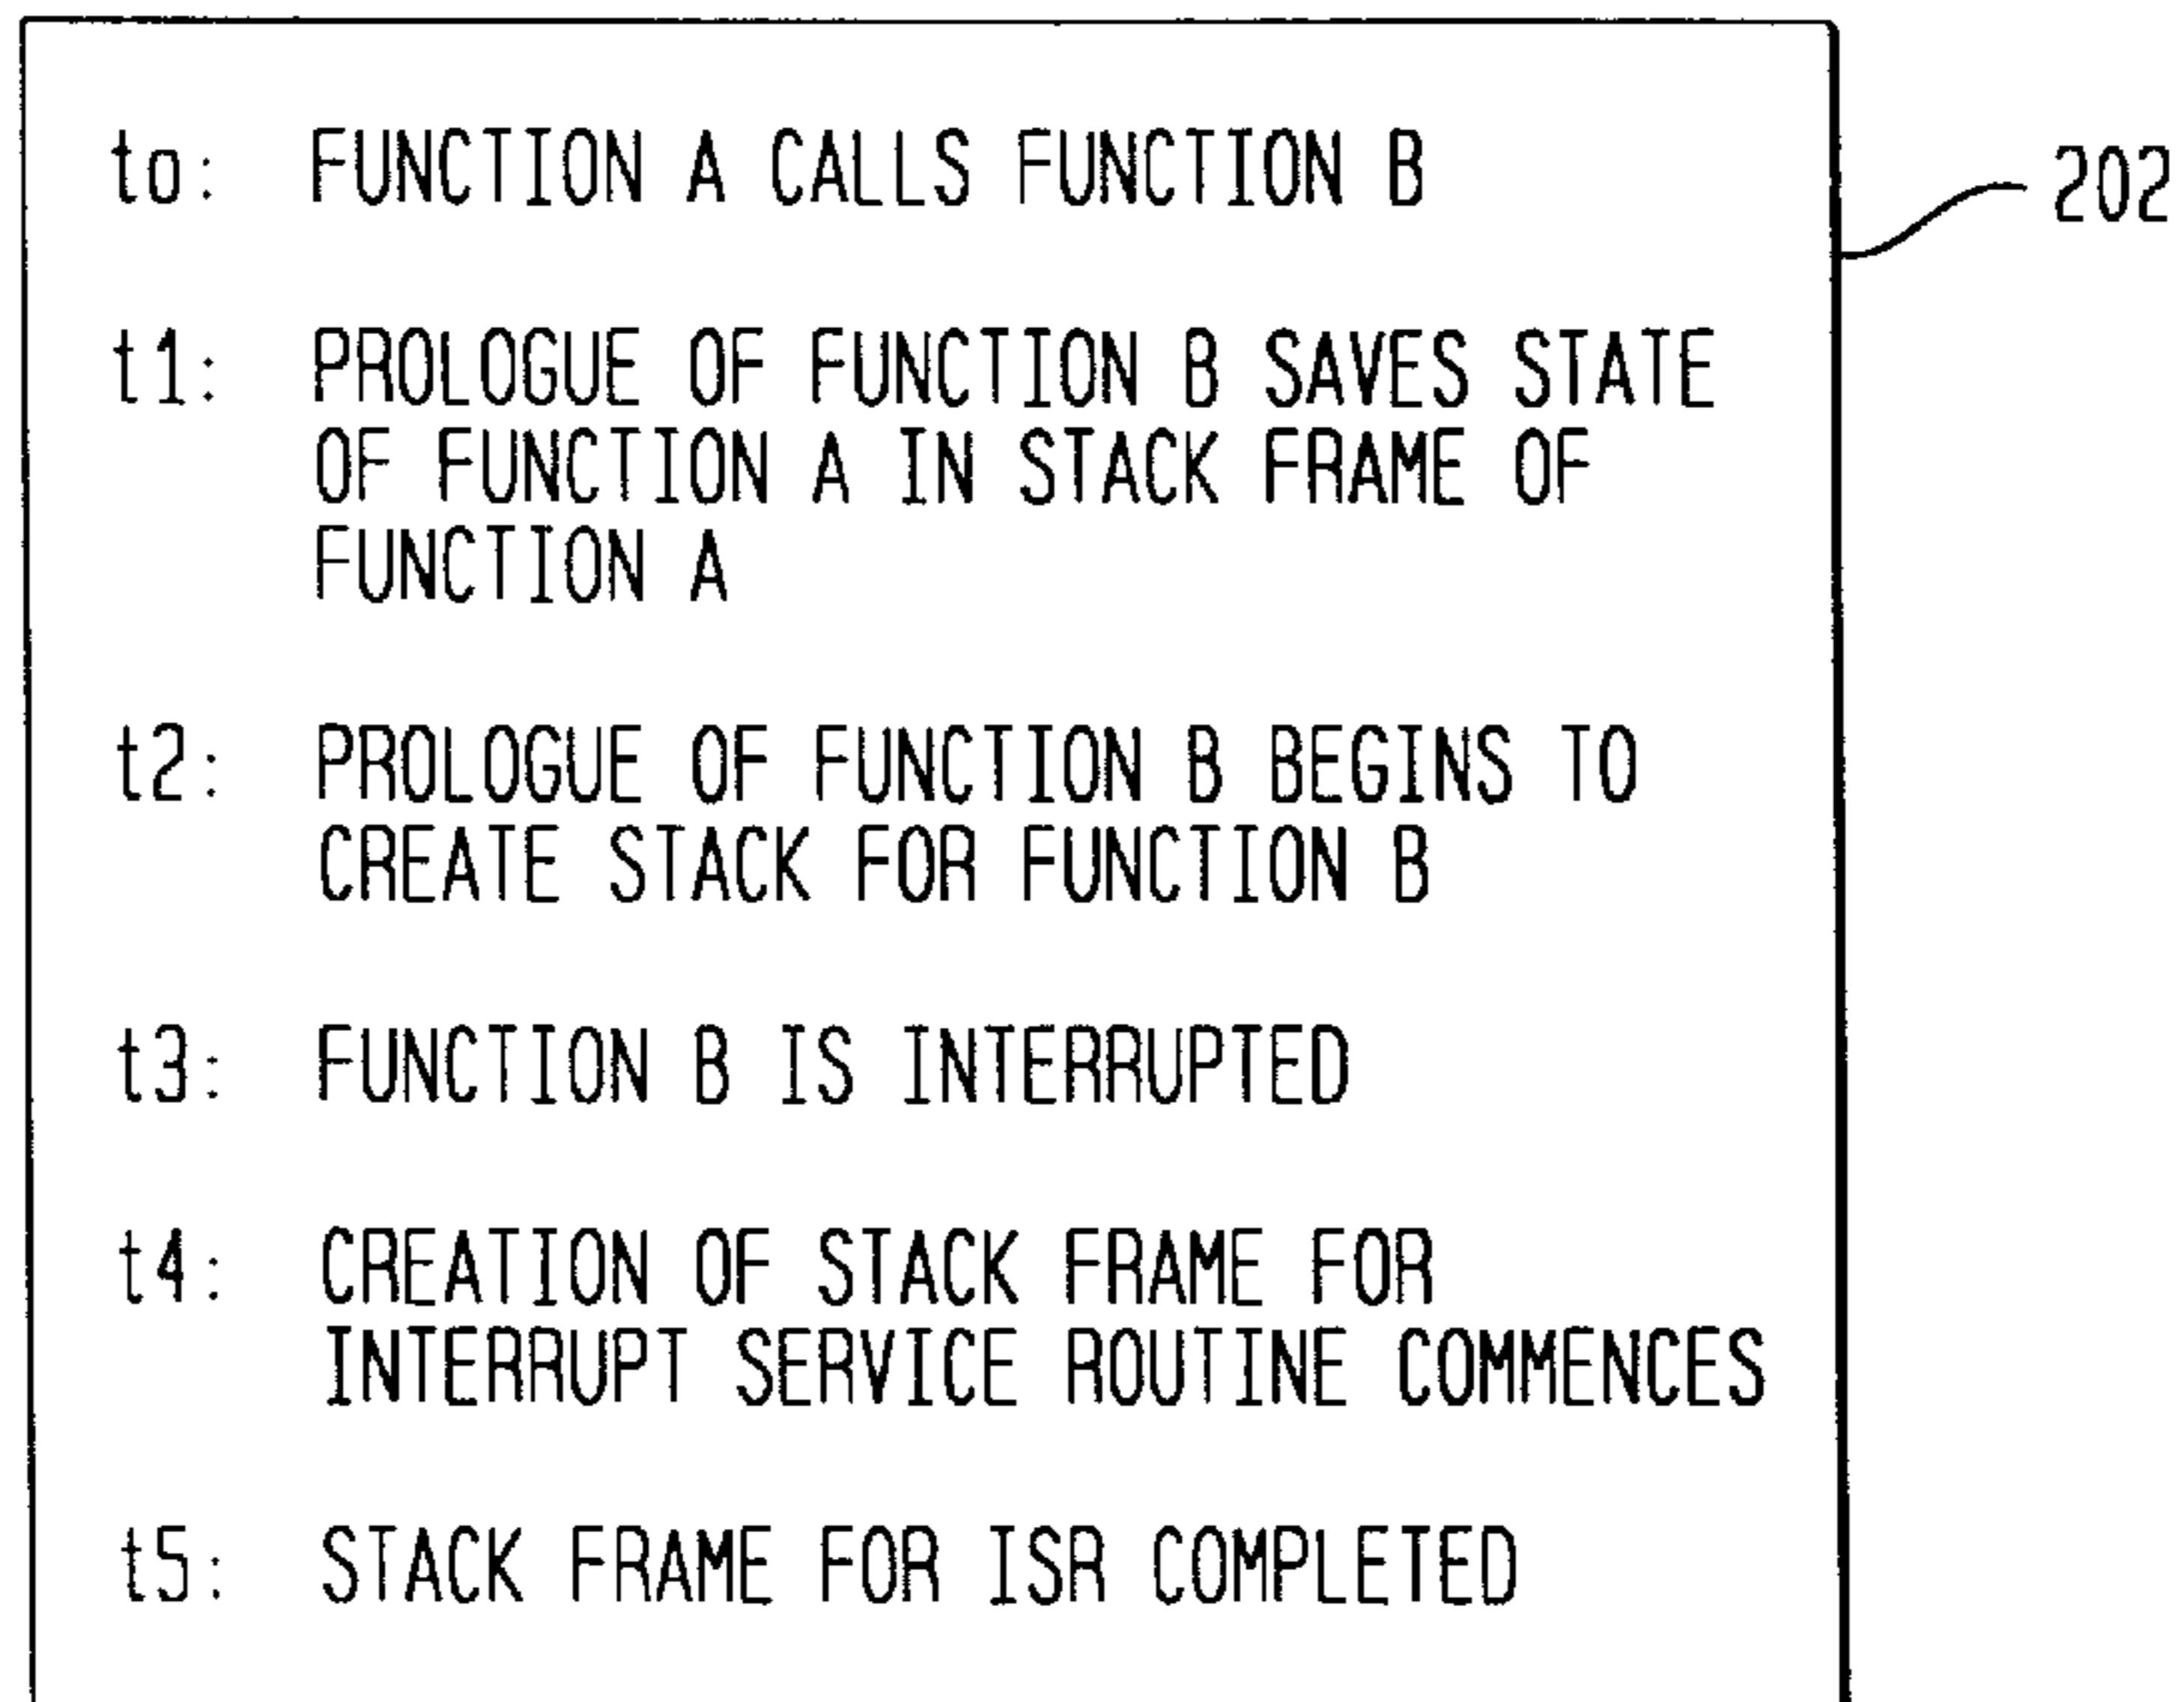 to: FUNCTION A CALLS FUNCTION B
202
t1: PROLOGUE OF FUNCTION B SAVES STATE
OF FUNCTION A IN STACK FRAME OF
FUNCTION A
t2: PROLOGUE OF FUNCTION B BEGINS TO
CREATE STACK FOR FUNCTION B
t3: FUNCTION B IS INTERRUPTED
t4: CREATION OF STACK FRAME FOR
INTERRUPT SERVICE ROUTINE COMMENCES
t5: STACK FRAME FOR ISR COMPLETED